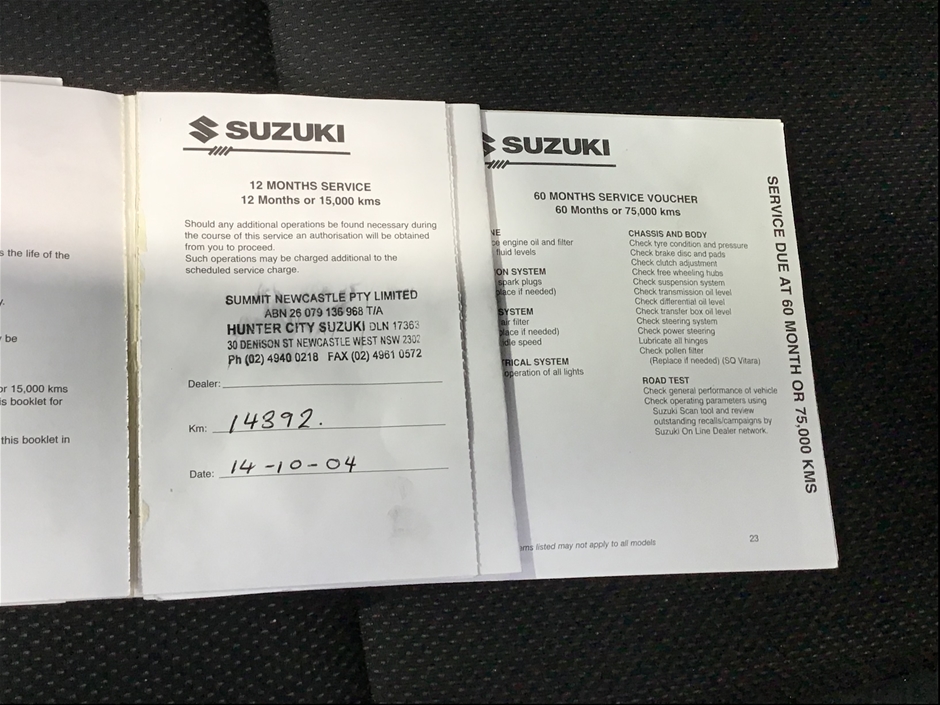 s the life of the
y.
be
or 15,000 kms
is booklet for
this booklet in
SUZUKI
12 MONTHS SERVICE
12 Months or 15,000 kms
Should any additional operations be found necessary during
the course of this service an authorisation will be obtained
from you to proceed.
Such operations may be charged additional to the
scheduled service charge.
SUMMIT NEWCASTLE PTY LIMITED
ABN 26 079 136 968 T/A
HUNTER CITY SUZUKI DLN 17363
30 DENISON ST NEWCASTLE WEST NSW 2302
Ph (02) 4940 0218 FAX (02) 4961 0572
Dealer:
Km: 14392.
Date: 14-10-04
SUZUKI
60 MONTHS SERVICE VOUCHER
60 Months or 75,000 kms
NE
ce engine oil and filter
fluid levels
ON SYSTEM
spark plugs
lace if needed)
SYSTEM
air filter
lace if needed)
idle speed
RICAL SYSTEM
operation of all lights
CHASSIS AND BODY
Check tyre condition and pressure
Check brake disc and pads
Check clutch adjustment
Check free wheeling hubs
Check suspension system
Check transmission oil level
Check differential oil level
Check transfer box oil level
Check steering system
Check power steering
Lubricate all hinges
Check pollen filter
(Replace if needed) (SQ Vitara)
ROAD TEST
Check general performance of vehicle
Check operating parameters using
Suzuki Scan tool and review
outstanding recalls/campaigns by
Suzuki On Line Dealer network.
ems listed may not apply to all models
23
SERVICE DUE AT 60 MONTH OR 75,000 KMS